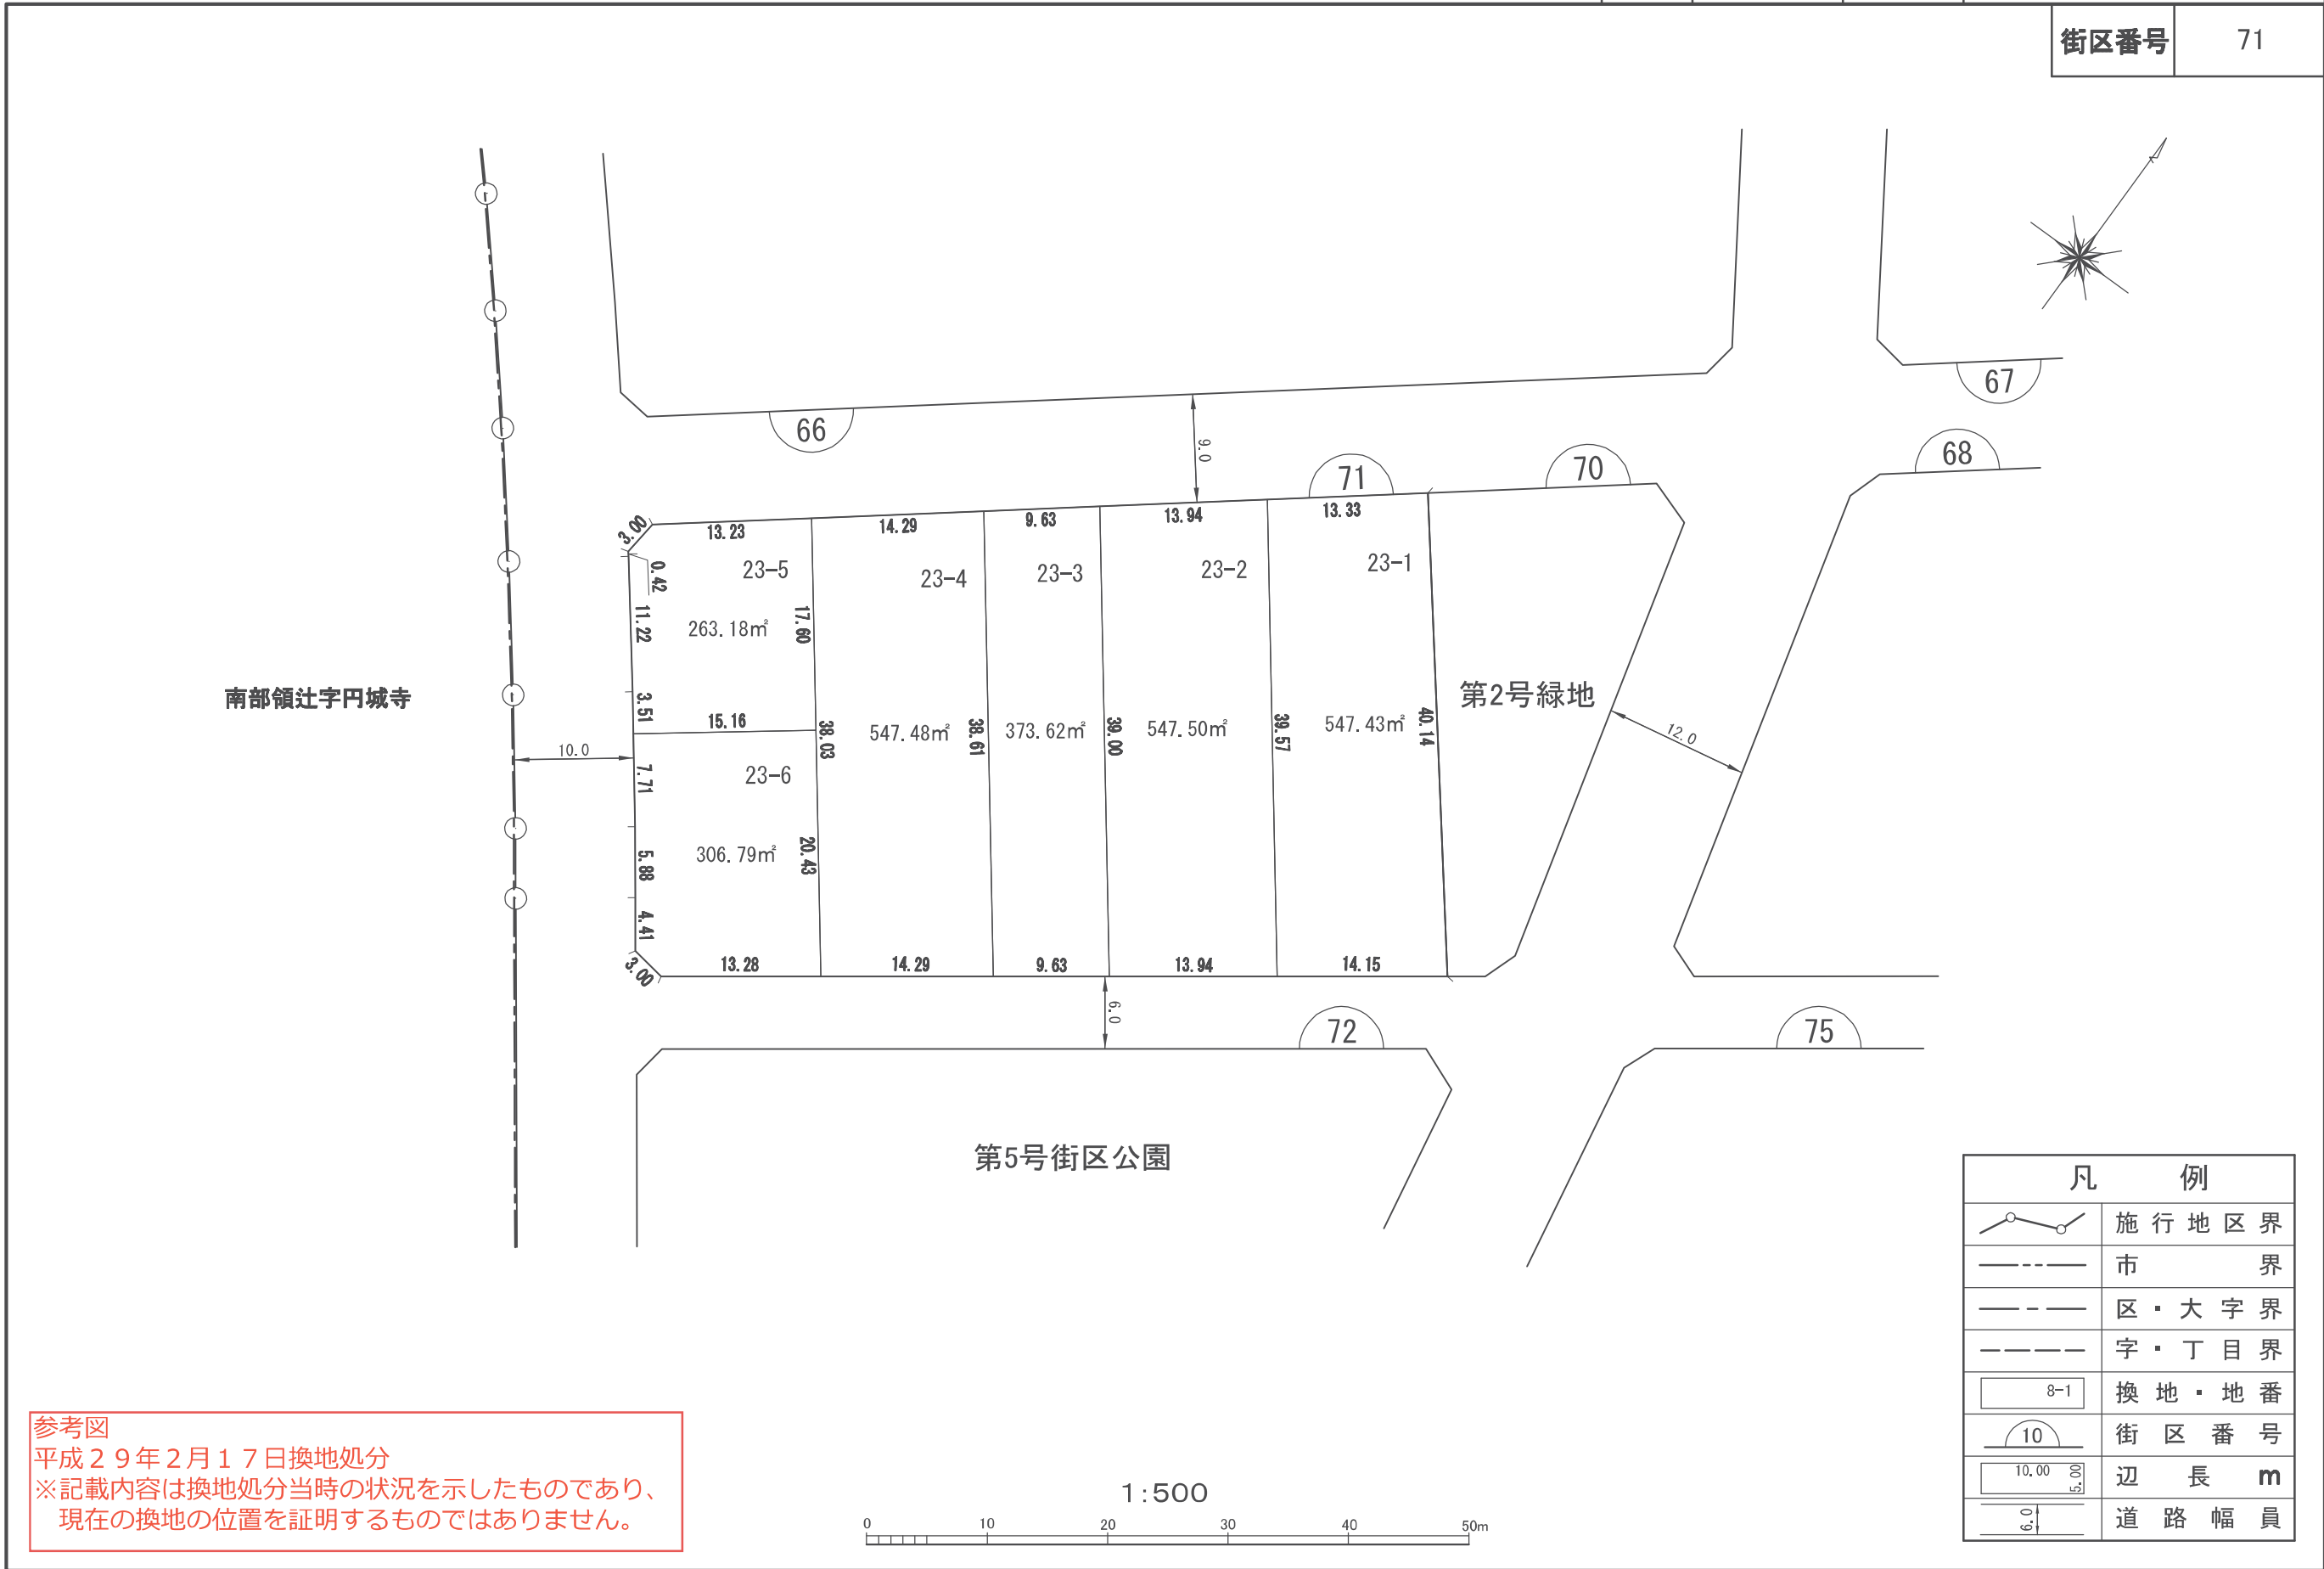 街区番号 71
67
66
9.0
68
71
70
3.00
13.23
14.29
9.63
13.94
13.33
0.42
23-5
23-4
23-3
23-2
23-1
11.22
263.18㎡
17.60
南部領辻字円城寺
3.51
15.16
38.03
547.48㎡
38.61
373.62㎡
39.00
547.50㎡
39.57
547.43㎡
40.14
第2号緑地
12.0
10.0
7.71
23-6
5.88
306.79㎡
20.43
4.41
3.00
13.28
14.29
9.63
13.94
14.15
6.0
72
75
第5号街区公園
凡 例
施行地区界
市 界
区・大字界
字・丁目界
8-1 換地・地番
10 街区番号
10.00 5.00 辺長 m
6.0 道路幅員
参考図
平成29年2月17日換地処分
※記載内容は換地処分当時の状況を示したものであり、
現在の換地の位置を証明するものではありません。
1:500
0 10 20 30 40 50m